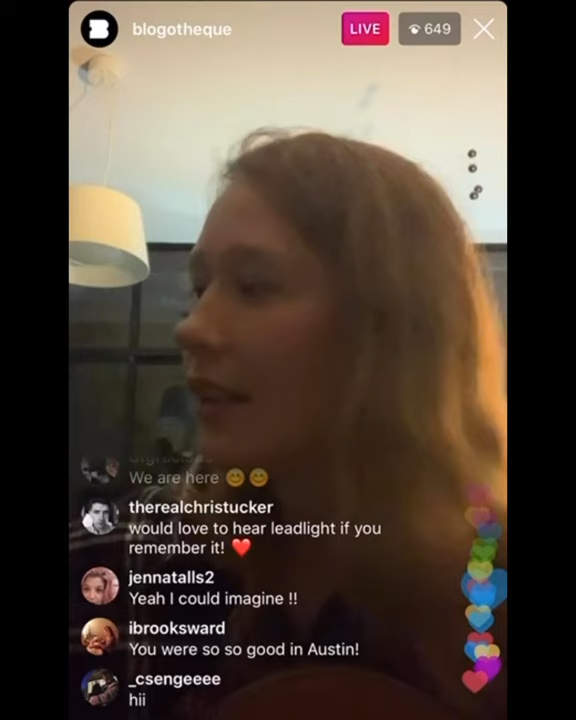 B
blogotheque
LIVE
649
We are here 😊😊
therealchristucker
would love to hear leadlight if you
remember it! ❤️
jennatalls2
Yeah I could imagine !!
ibrooksward
You were so so good in Austin!
_csengeeee
hii